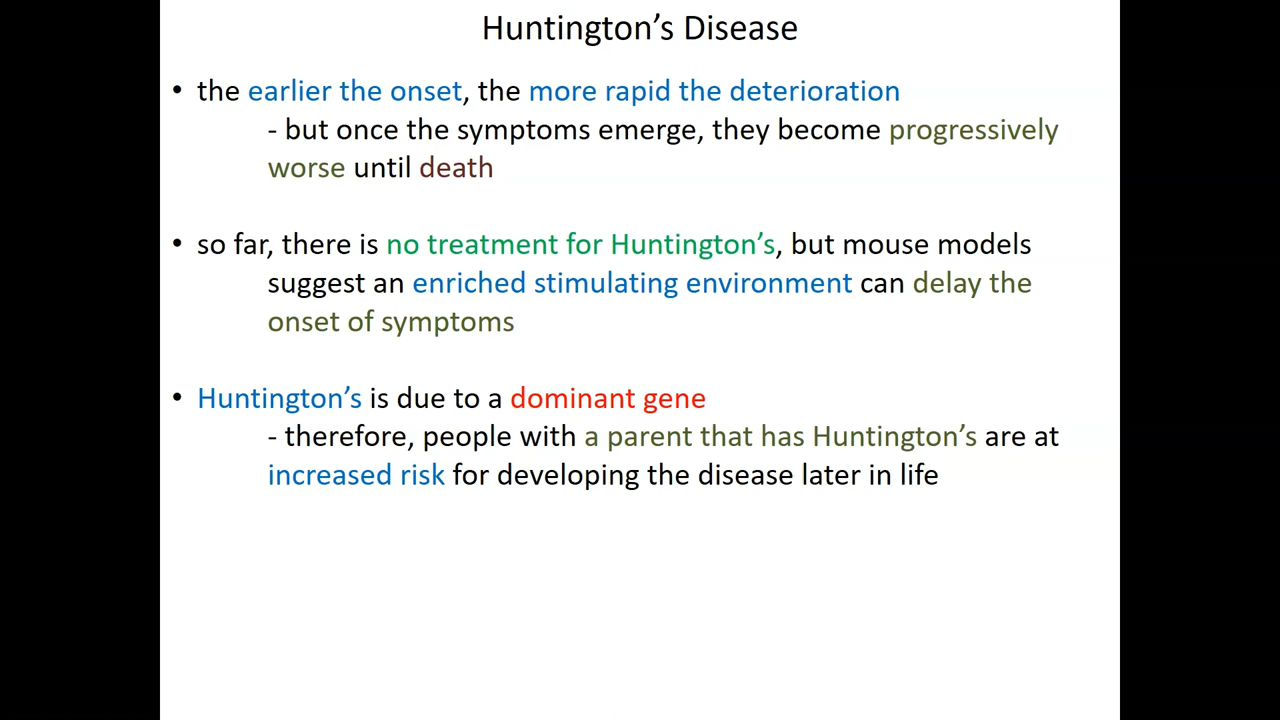 Huntington’s Disease
• the earlier the onset, the more rapid the deterioration
- but once the symptoms emerge, they become progressively
worse until death
• so far, there is no treatment for Huntington’s, but mouse models
suggest an enriched stimulating environment can delay the
onset of symptoms
• Huntington’s is due to a dominant gene
- therefore, people with a parent that has Huntington’s are at
increased risk for developing the disease later in life